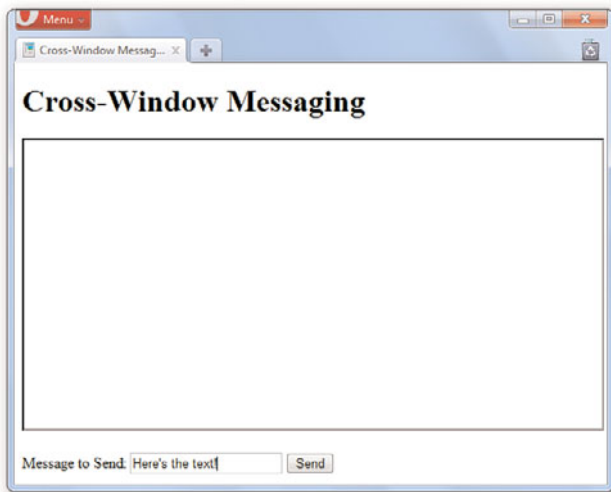 Menu
Cross-Window Messag...
Cross-Window Messaging
Message to Send: Here's the text! Send